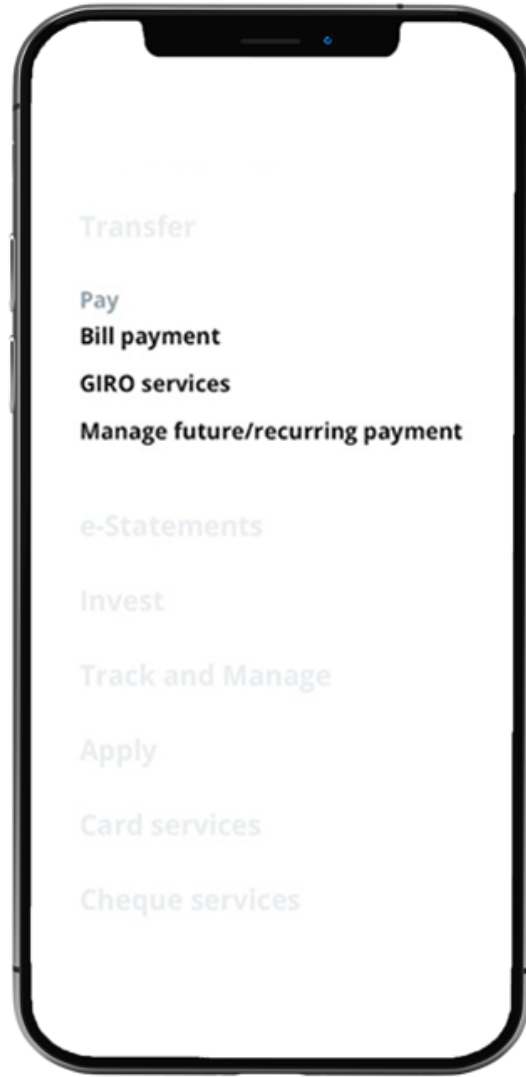 Transfer
Pay
Bill payment
GIRO services
Manage future/recurring payment
e-Statements
Invest
Track and Manage
Apply
Card services
Cheque services